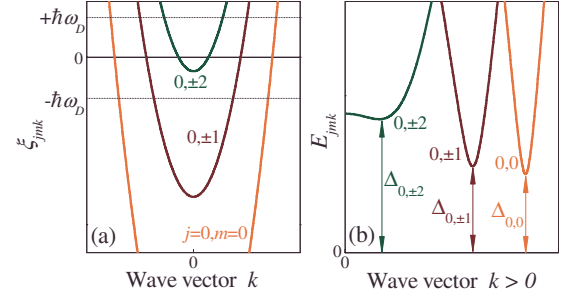 +ħω_D
0
-ħω_D
ξ_jmk
0,±2
0,±1
j=0,m=0
(a)
0
Wave vector k
E_jmk
0,±2
0,±1
0,0
Δ_0,±2
Δ_0,±1
Δ_0,0
(b)
0
Wave vector k > 0